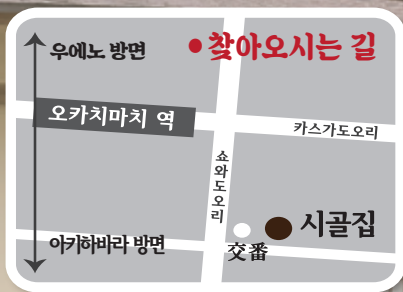 우에노 방면
•찾아오시는 길
오카치마치 역
카스가도오리
쇼와도오리
시골집
交番
아키하바라 방면